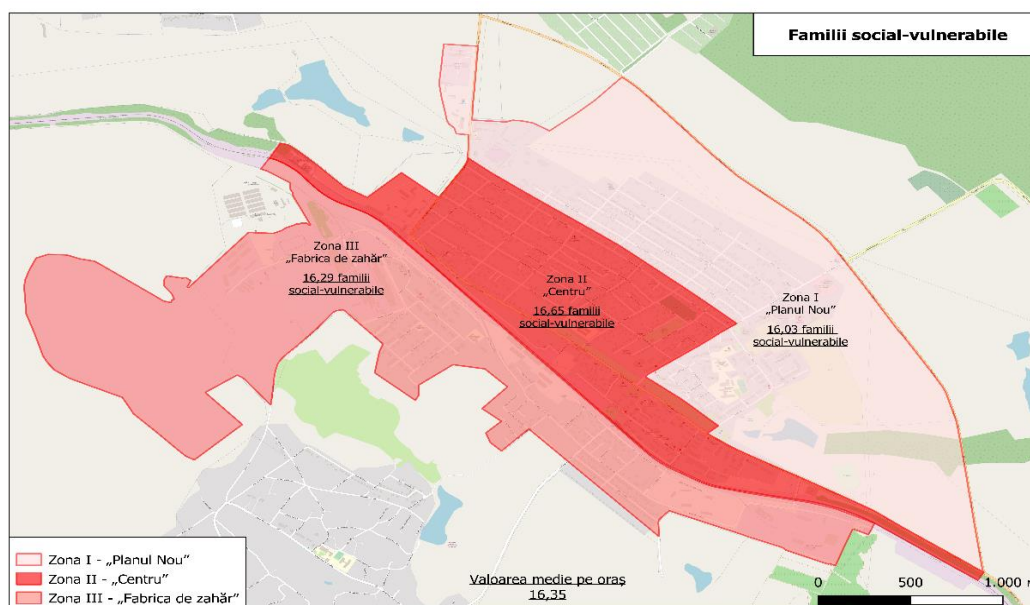 Familii social-vulnerabile
Zona III
„Fabrica de zahăr”
16,29 familii
social-vulnerabile
Zona II
„Centru”
16,65 familii
social-vulnerabile
Zona I
„Planul Nou”
16,03 familii
social-vulnerabile
Zona I - „Planul Nou”
Zona II - „Centru”
Zona III - „Fabrica de zahăr”
Valoarea medie pe oraș
16,35
0 500 1.000 m